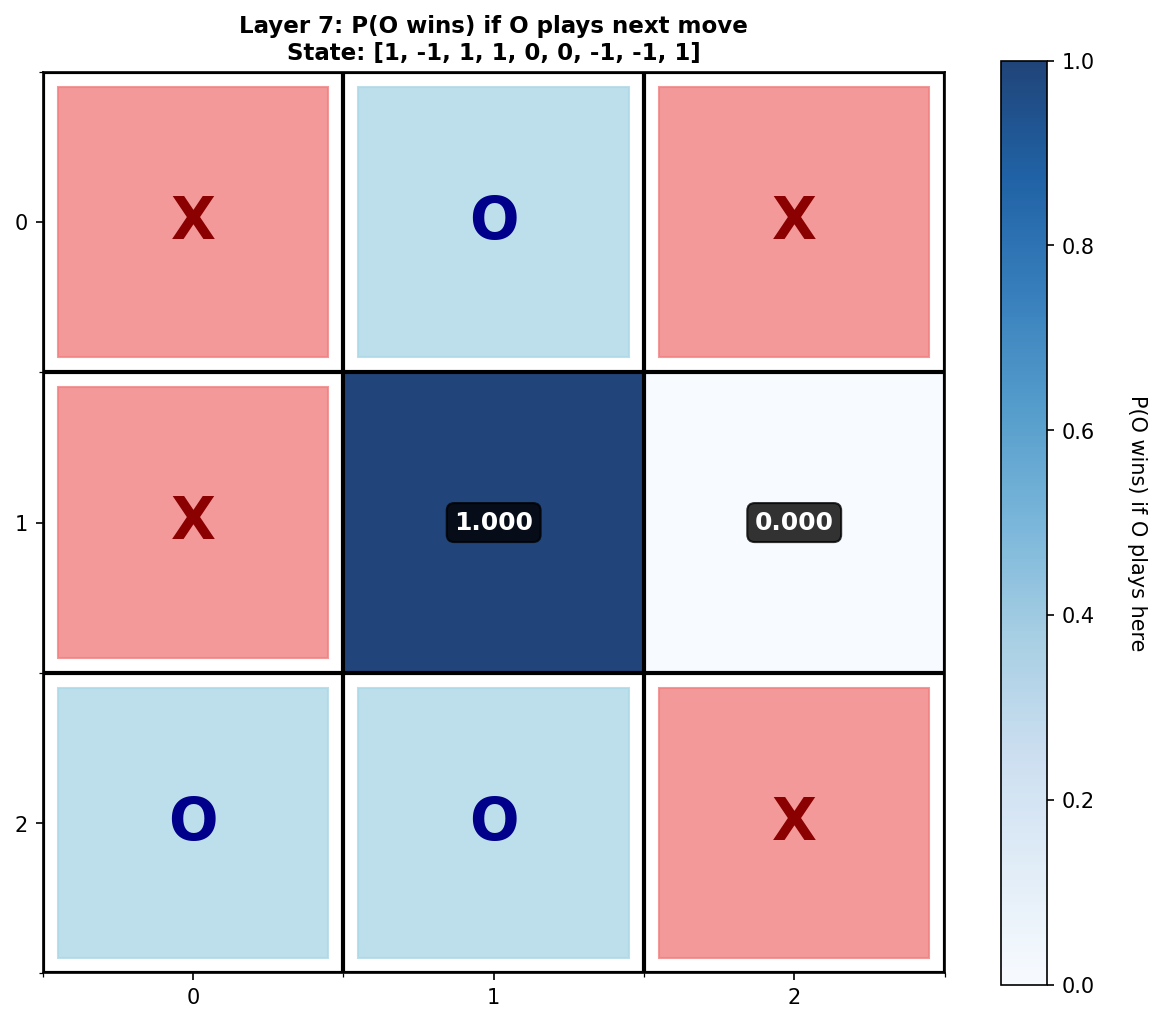 Layer 7: P(O wins) if O plays next move
State: [1, -1, 1, 1, 0, 0, -1, -1, 1]
X
O
X
X
1.000
0.000
O
O
X
0
1
2
0
1
2
1.0
0.8
0.6
0.4
0.2
0.0
P(O wins) if O plays here